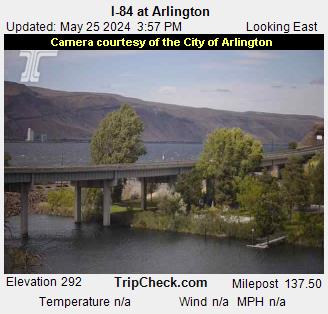 I-84 at Arlington
Updated: May 25 2024 3:57 PM Looking East
Camera courtesy of the City of Arlington
Elevation 292 TripCheck.com Milepost 137.50
Temperature n/a Wind n/a MPH n/a